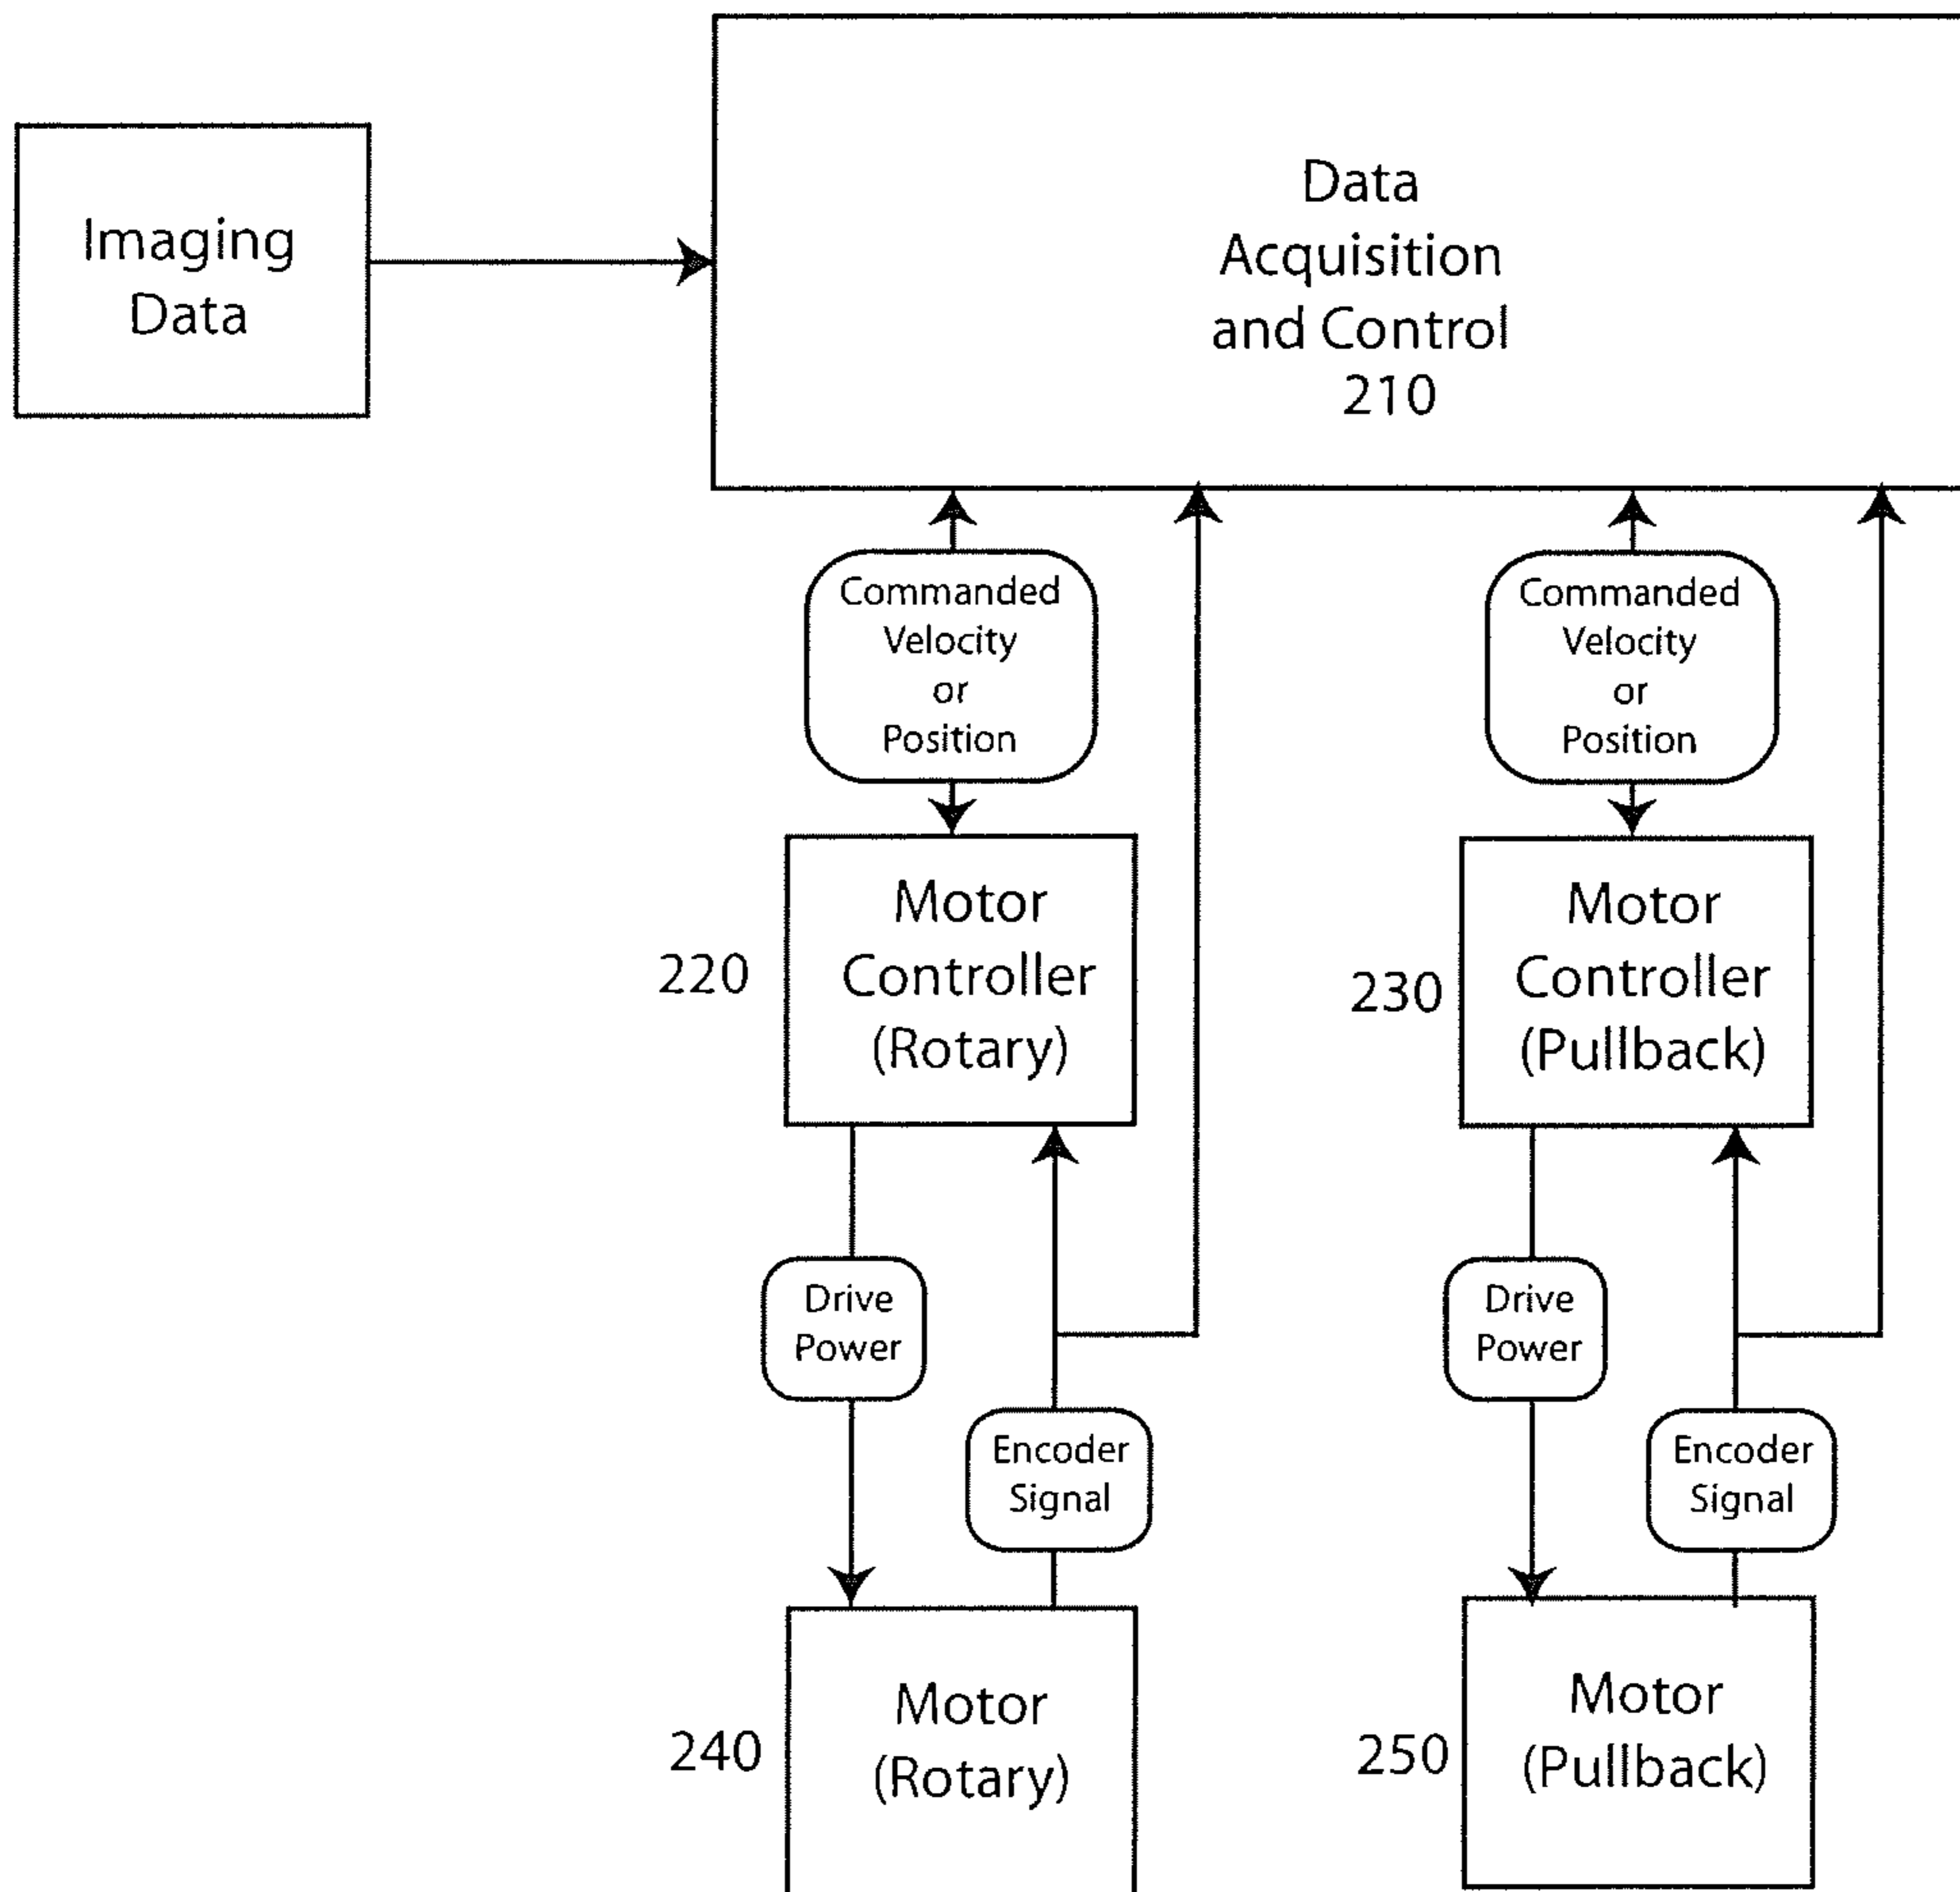 Imaging
Data
Data
Acquisition
and Control
210
Commanded
Velocity
or
Position
Commanded
Velocity
or
Position
220
Motor
Controller
(Rotary)
230
Motor
Controller
(Pullback)
Drive
Power
Encoder
Signal
Drive
Power
Encoder
Signal
240
Motor
(Rotary)
250
Motor
(Pullback)